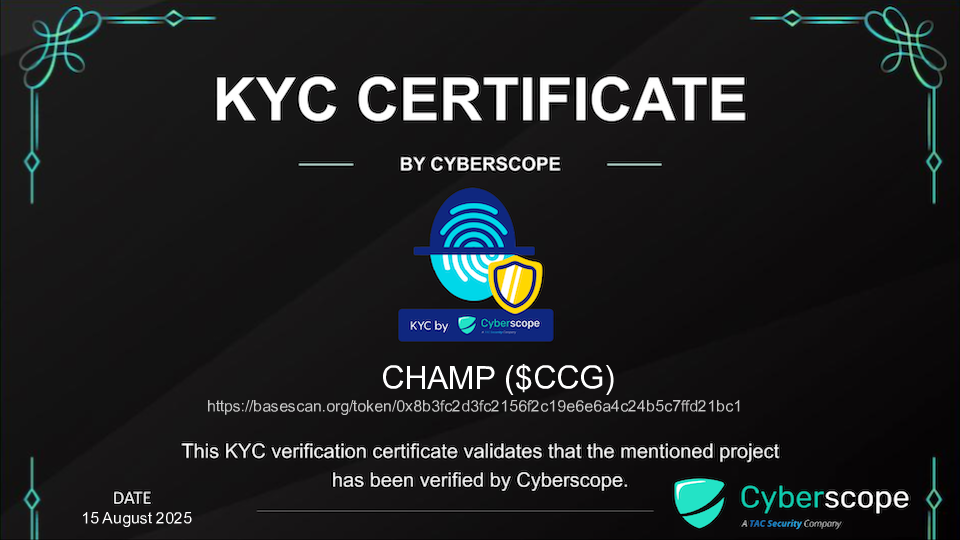 KYC CERTIFICATE
BY CYBERSCOPE
KYC by Cyberscope
CHAMP ($CCG)
https://basescan.org/token/0x8b3fc2d3fc2156f2c19e6e6a4c24b5c7ffd21bc1
This KYC verification certificate validates that the mentioned project
has been verified by Cyberscope.
DATE
15 August 2025
Cyberscope
A TAC Security Company